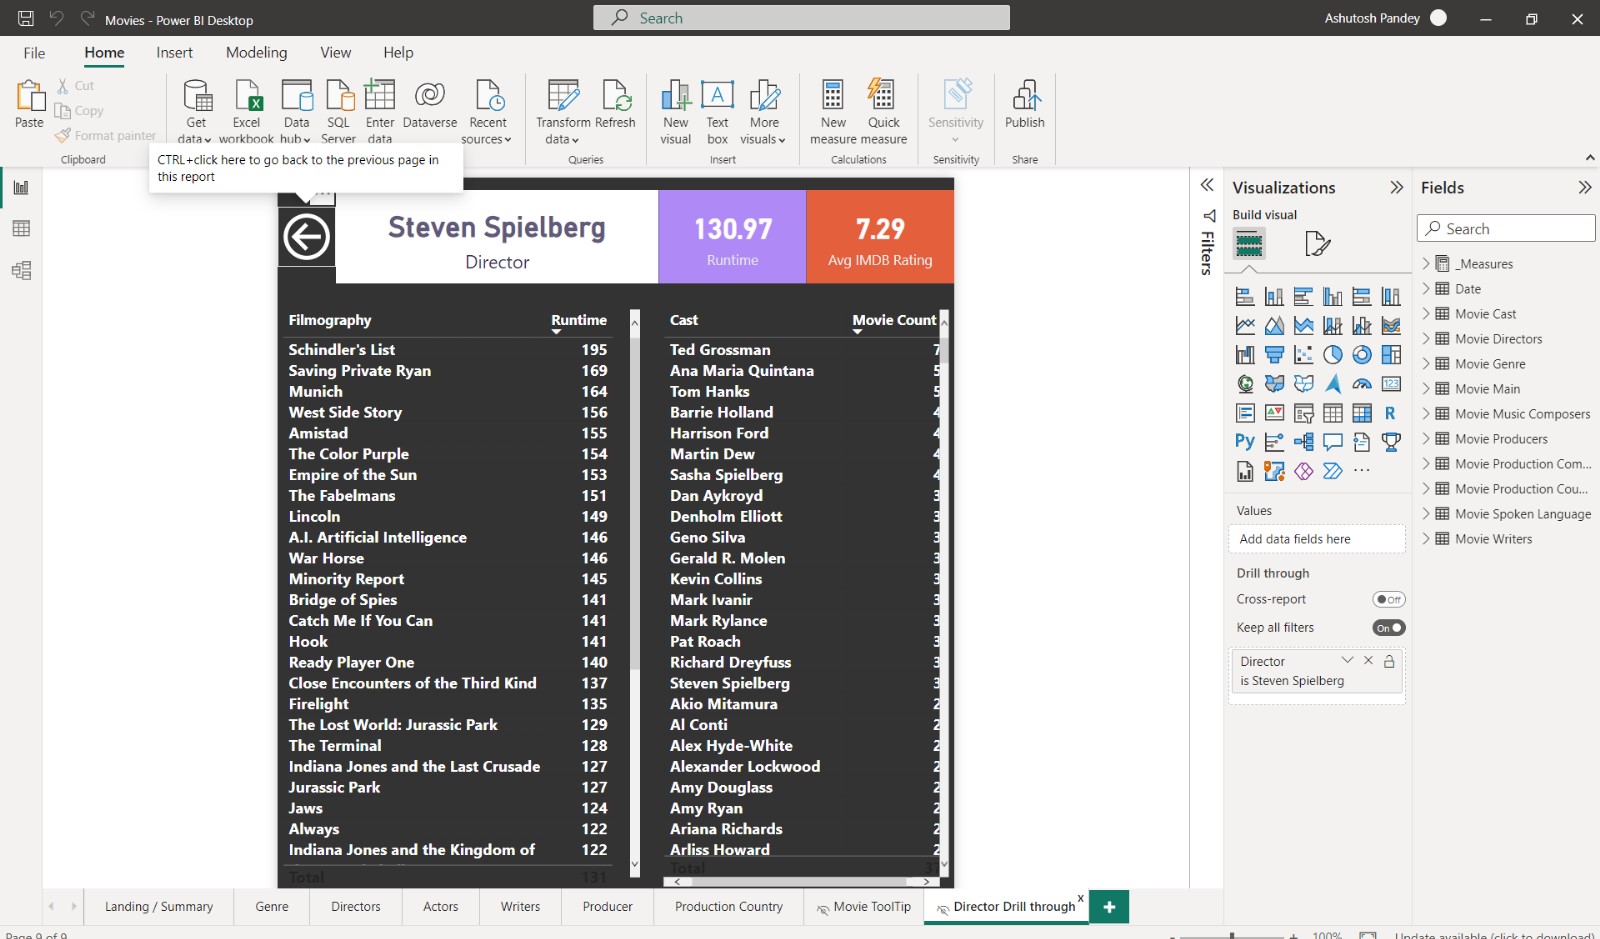 Movies - Power BI Desktop
Search
Ashutosh Pandey
File Home Insert Modeling View Help
Paste
Cut
Copy
Format painter
Clipboard
Get data
Excel workbook
Data hub
SQL Server
Enter data
Dataverse
Recent sources
Transform data
Refresh
Queries
New visual
Text box
More visuals
Insert
New measure
Quick measure
Calculations
Sensitivity
Sensitivity
Publish
Share
CTRL+click here to go back to the previous page in
this report
Steven Spielberg
Director
130.97
Runtime
7.29
Avg IMDB Rating
Filmography Runtime
Schindler's List 195
Saving Private Ryan 169
Munich 164
West Side Story 156
Amistad 155
The Color Purple 154
Empire of the Sun 153
The Fabelmans 151
Lincoln 149
A.I. Artificial Intelligence 146
War Horse 146
Minority Report 145
Bridge of Spies 141
Catch Me If You Can 141
Hook 141
Ready Player One 140
Close Encounters of the Third Kind 137
Firelight 135
The Lost World: Jurassic Park 129
The Terminal 128
Indiana Jones and the Last Crusade 127
Jurassic Park 127
Jaws 124
Always 122
Indiana Jones and the Kingdom of 122
Total 131
Cast Movie Count
Ted Grossman 7
Ana Maria Quintana 5
Tom Hanks 5
Barrie Holland 4
Harrison Ford 4
Martin Dew 4
Sasha Spielberg 4
Dan Aykroyd 3
Denholm Elliott 3
Geno Silva 3
Gerald R. Molen 3
Kevin Collins 3
Mark Ivanir 3
Mark Rylance 3
Pat Roach 3
Richard Dreyfuss 3
Steven Spielberg 3
Akio Mitamura 2
Al Conti 2
Alex Hyde-White 2
Alexander Lockwood 2
Amy Douglass 2
Amy Ryan 2
Ariana Richards 2
Arliss Howard 2
Total
Filters
Visualizations
Build visual
123
R
Py
Values
Add data fields here
Drill through
Cross-report Off
Keep all filters On
Director
is Steven Spielberg
Fields
Search
_Measures
Date
Movie Cast
Movie Directors
Movie Genre
Movie Main
Movie Music Composers
Movie Producers
Movie Production Com...
Movie Production Cou...
Movie Spoken Language
Movie Writers
Landing / Summary Genre Directors Actors Writers Producer Production Country Movie ToolTip Director Drill through
Page 9 of 9
100%
Update available (click to download)